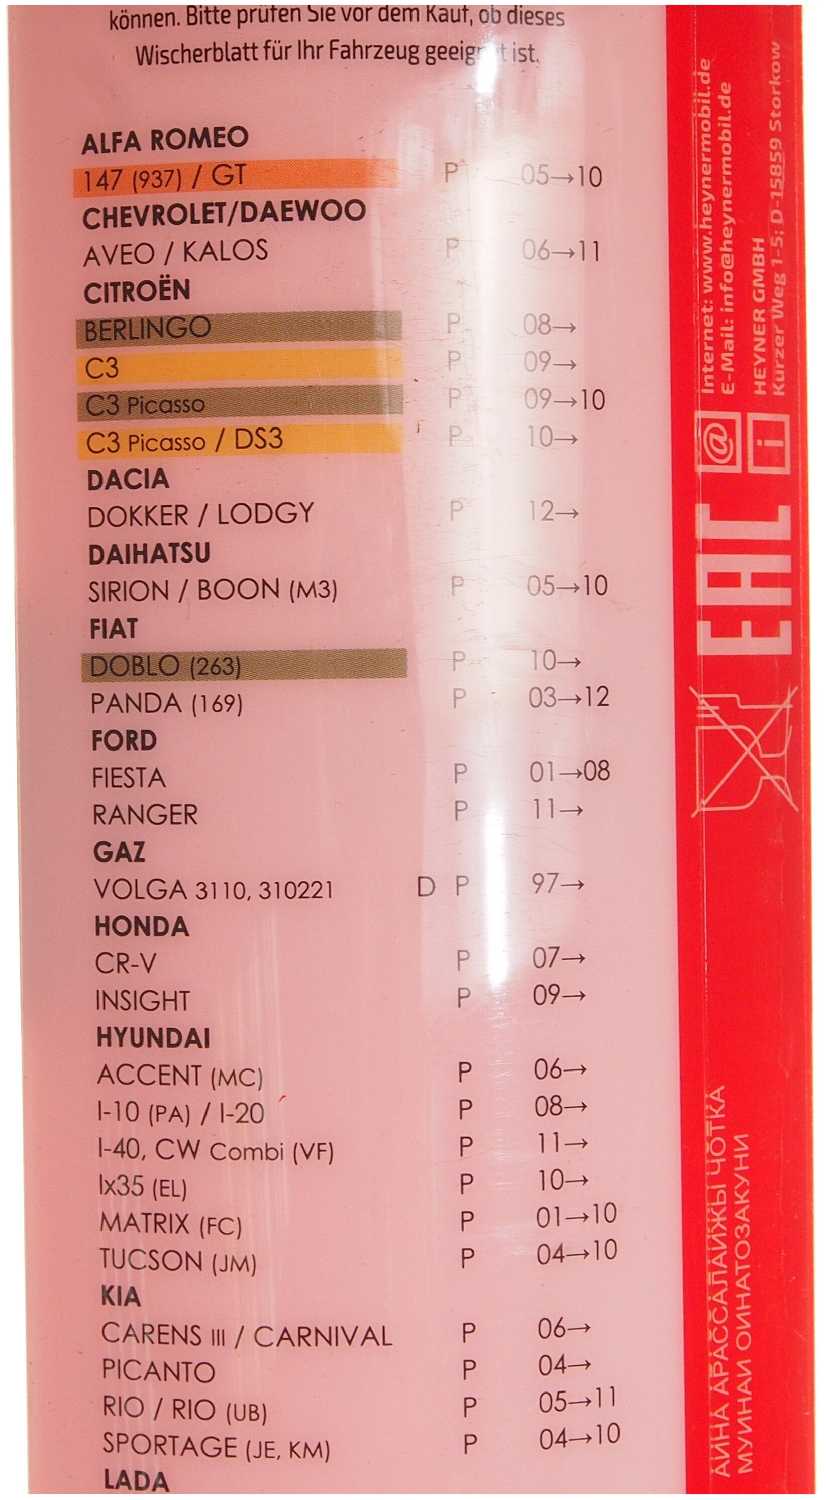 können. Bitte prüfen Sie vor dem Kauf, ob dieses
Wischerblatt für Ihr Fahrzeug geeignet ist.
ALFA ROMEO
147 (937) / GT P 05→10
CHEVROLET/DAEWOO
AVEO / KALOS P 06→11
CITROËN
BERLINGO P 08→
C3 P 09→
C3 Picasso P 09→10
C3 Picasso / DS3 P 10→
DACIA
DOKKER / LODGY P 12→
DAIHATSU
SIRION / BOON (M3) P 05→10
FIAT
DOBLO (263) P 10→
PANDA (169) P 03→12
FORD
FIESTA P 01→08
RANGER P 11→
GAZ
VOLGA 3110, 310221 D P 97→
HONDA
CR-V P 07→
INSIGHT P 09→
HYUNDAI
ACCENT (MC) P 06→
I-10 (PA) / I-20 P 08→
I-40, CW Combi (VF) P 11→
Ix35 (EL) P 10→
MATRIX (FC) P 01→10
TUCSON (JM) P 04→10
KIA
CARENS III / CARNIVAL P 06→
PICANTO P 04→
RIO / RIO (UB) P 05→11
SPORTAGE (JE, KM) P 04→10
LADA
Internet: www.heynermobil.de
E-Mail: info@heynermobil.de
HEYNER GMBH
Kurzer Weg 1-5; D-15859 Storkow
@
i
EAC
АИНА АРАССАЛАЙЖЫ ЧОТКА
МУИНАИ ОИНАТОЗАКУНИ